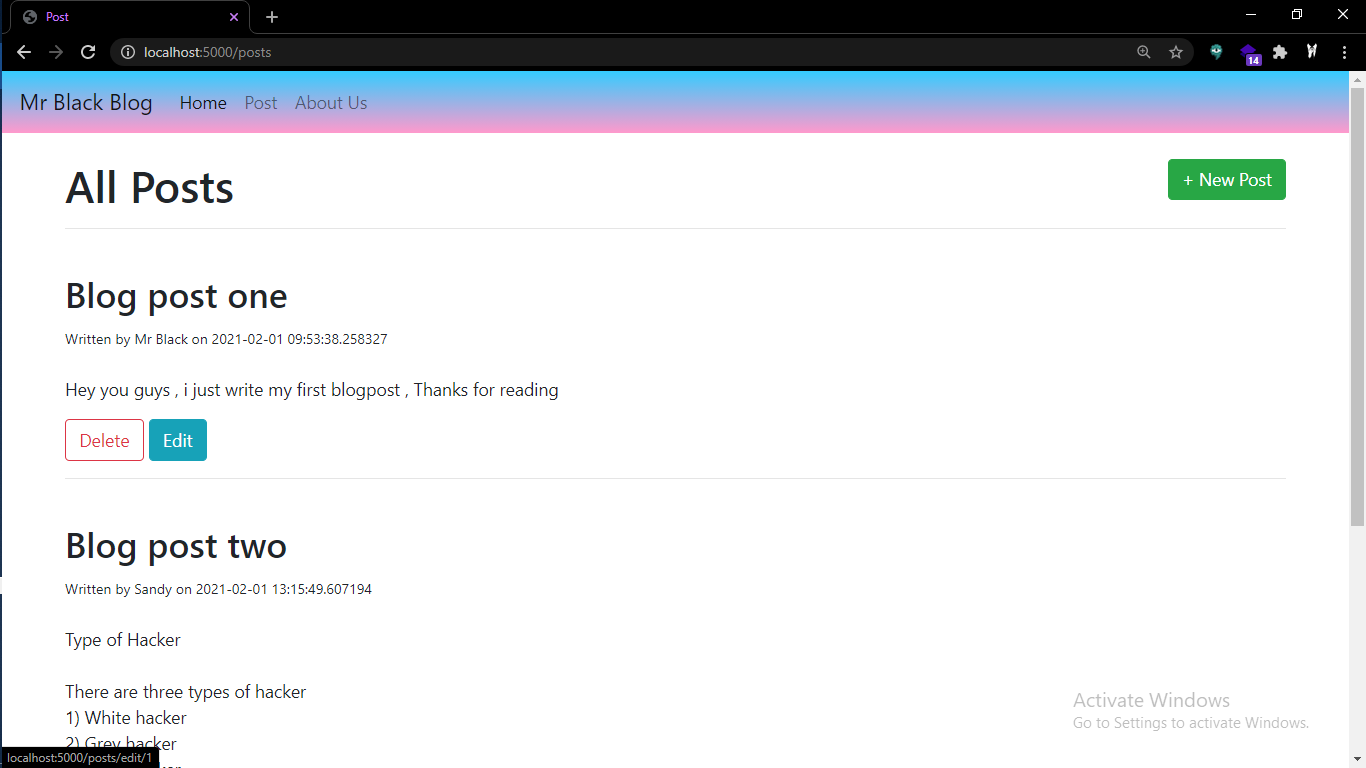 Post
localhost:5000/posts
14
Mr Black Blog Home Post About Us
All Posts
+ New Post
Blog post one
Written by Mr Black on 2021-02-01 09:53:38.258327
Hey you guys , i just write my first blogpost , Thanks for reading
Delete Edit
Blog post two
Written by Sandy on 2021-02-01 13:15:49.607194
Type of Hacker
There are three types of hacker
1) White hacker
2) Grey hacker
Activate Windows
Go to Settings to activate Windows.
localhost:5000/posts/edit/1